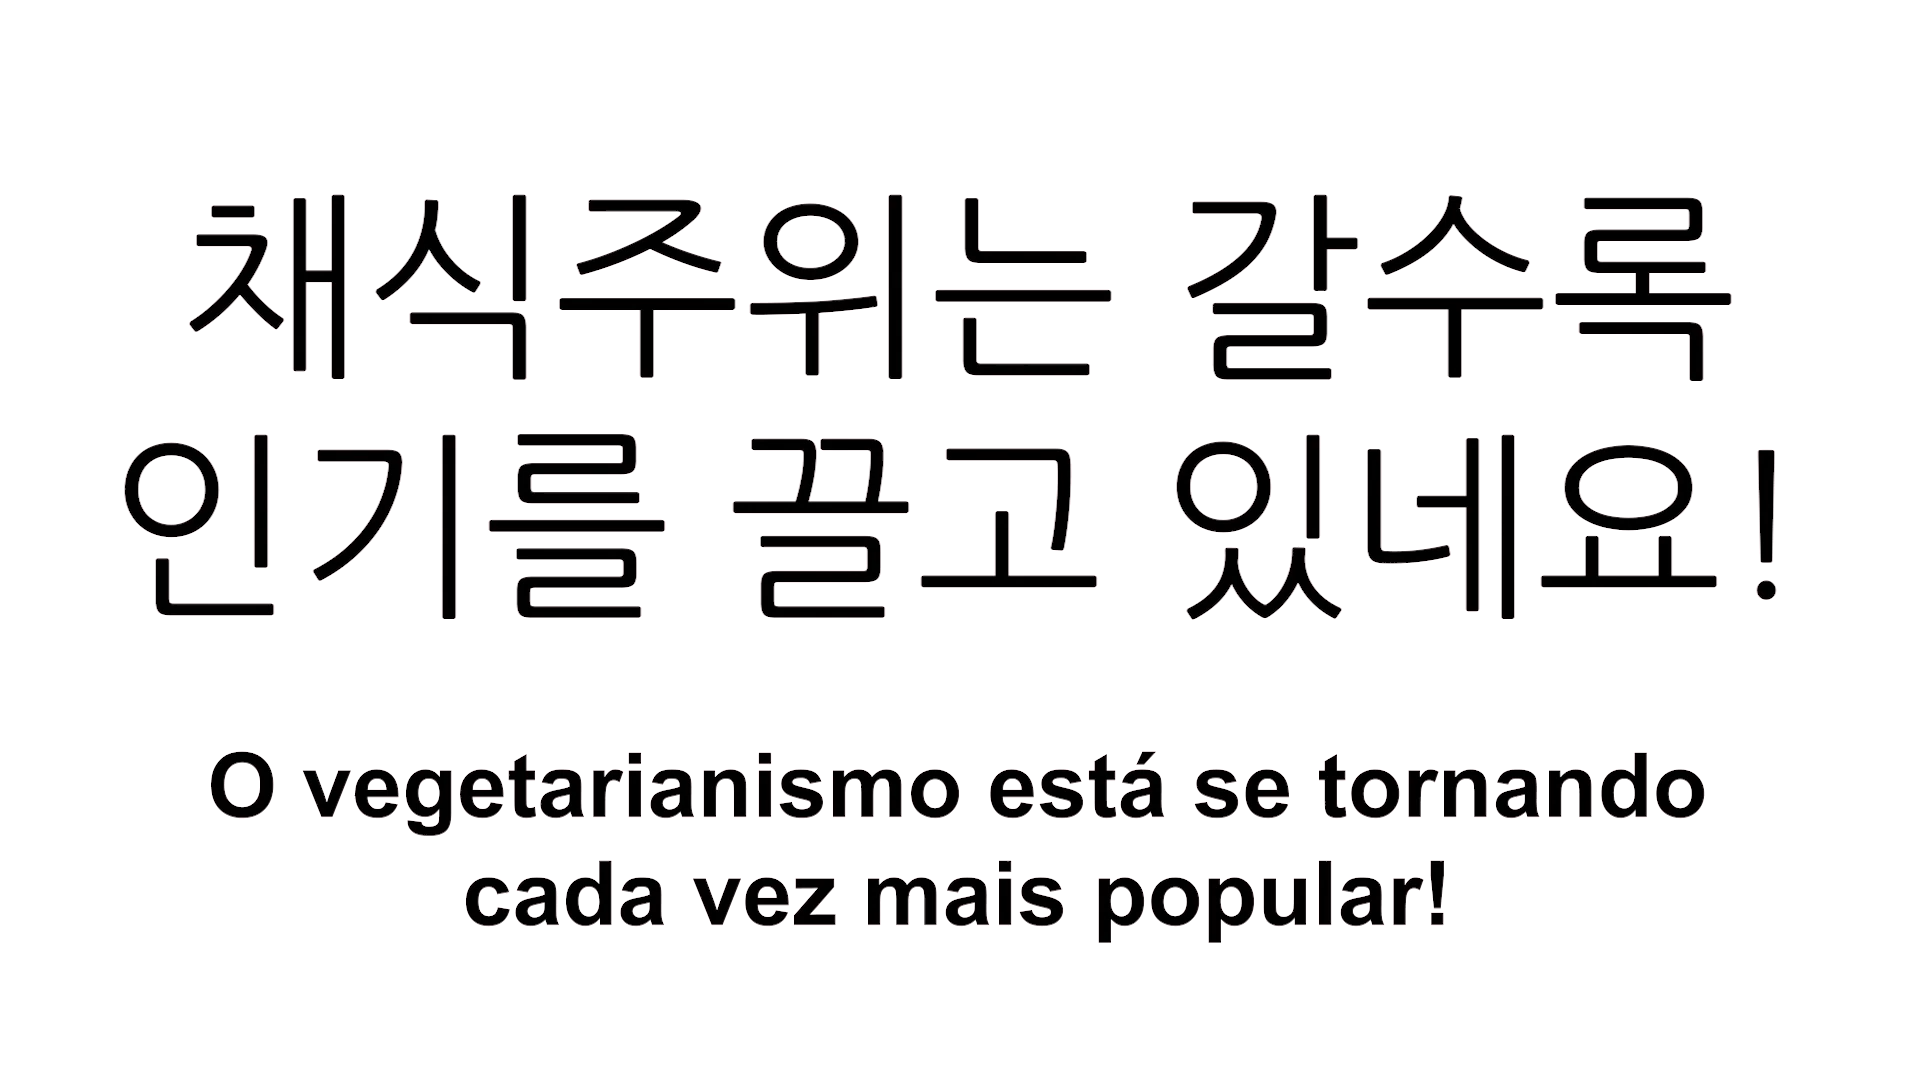 채식주위는 갈수록
인기를 끌고 있네요!
O vegetarianismo está se tornando
cada vez mais popular!